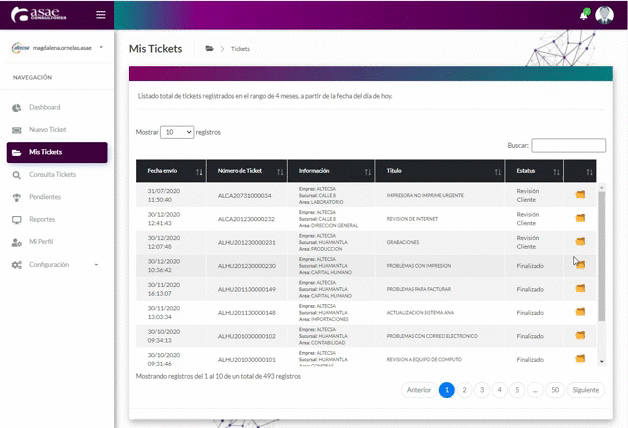 asae
CONSULTORES
altecsa magdalena.ornelas.asae
NAVEGACIÓN
Dashboard
Nuevo Ticket
Mis Tickets
Consulta Tickets
Pendientes
Reportes
Mi Perfil
Configuración
Mis Tickets
Tickets
Listado total de tickets registrados en el rango de 4 meses, a partir de la fecha del día de hoy.
Mostrar 10 registros
Buscar:
Fecha envío Número de Ticket Información Titulo Estatus
31/07/2020 11:50:40 ALCA20731000034 Empresa: ALTECSA Sucursal: CALLE 8 Area: LABORATORIO IMPRESORA NO IMPRIME URGENTE Revisión Cliente
30/12/2020 12:41:43 ALCA201230000232 Empresa: ALTECSA Sucursal: CALLE 8 Area: DIRECCION GENERAL REVISION DE INTERNET Revisión Cliente
30/12/2020 12:07:48 ALHU201230000231 Empresa: ALTECSA Sucursal: HUAMANTLA Area: PRODUCCION GRABACIONES Revisión Cliente
30/12/2020 10:36:42 ALHU201230000230 Empresa: ALTECSA Sucursal: HUAMANTLA Area: CAPITAL HUMANO PROBLEMAS CON IMPRESION Finalizado
30/11/2020 16:13:07 ALHU201130000149 Empresa: ALTECSA Sucursal: HUAMANTLA Area: CAPITAL HUMANO PROBLEMAS PARA FACTURAR Finalizado
30/11/2020 13:03:34 ALHU201130000148 Empresa: ALTECSA Sucursal: HUAMANTLA Area: IMPORTACIONES ACTUALIZACION SISTEMA ANA Finalizado
30/10/2020 09:34:13 ALHU201030000102 Empresa: ALTECSA Sucursal: HUAMANTLA Area: CONTABILIDAD PROBLEMAS CON CORREO ELECTRONICO Finalizado
30/10/2020 09:31:46 ALHU201030000101 Empresa: ALTECSA Sucursal: HUAMANTLA Area: COMPRAS REVISION A EQUIPO DE COMPUTO Finalizado
Mostrando registros del 1 al 10 de un total de 493 registros
Anterior 1 2 3 4 5 ... 50 Siguiente